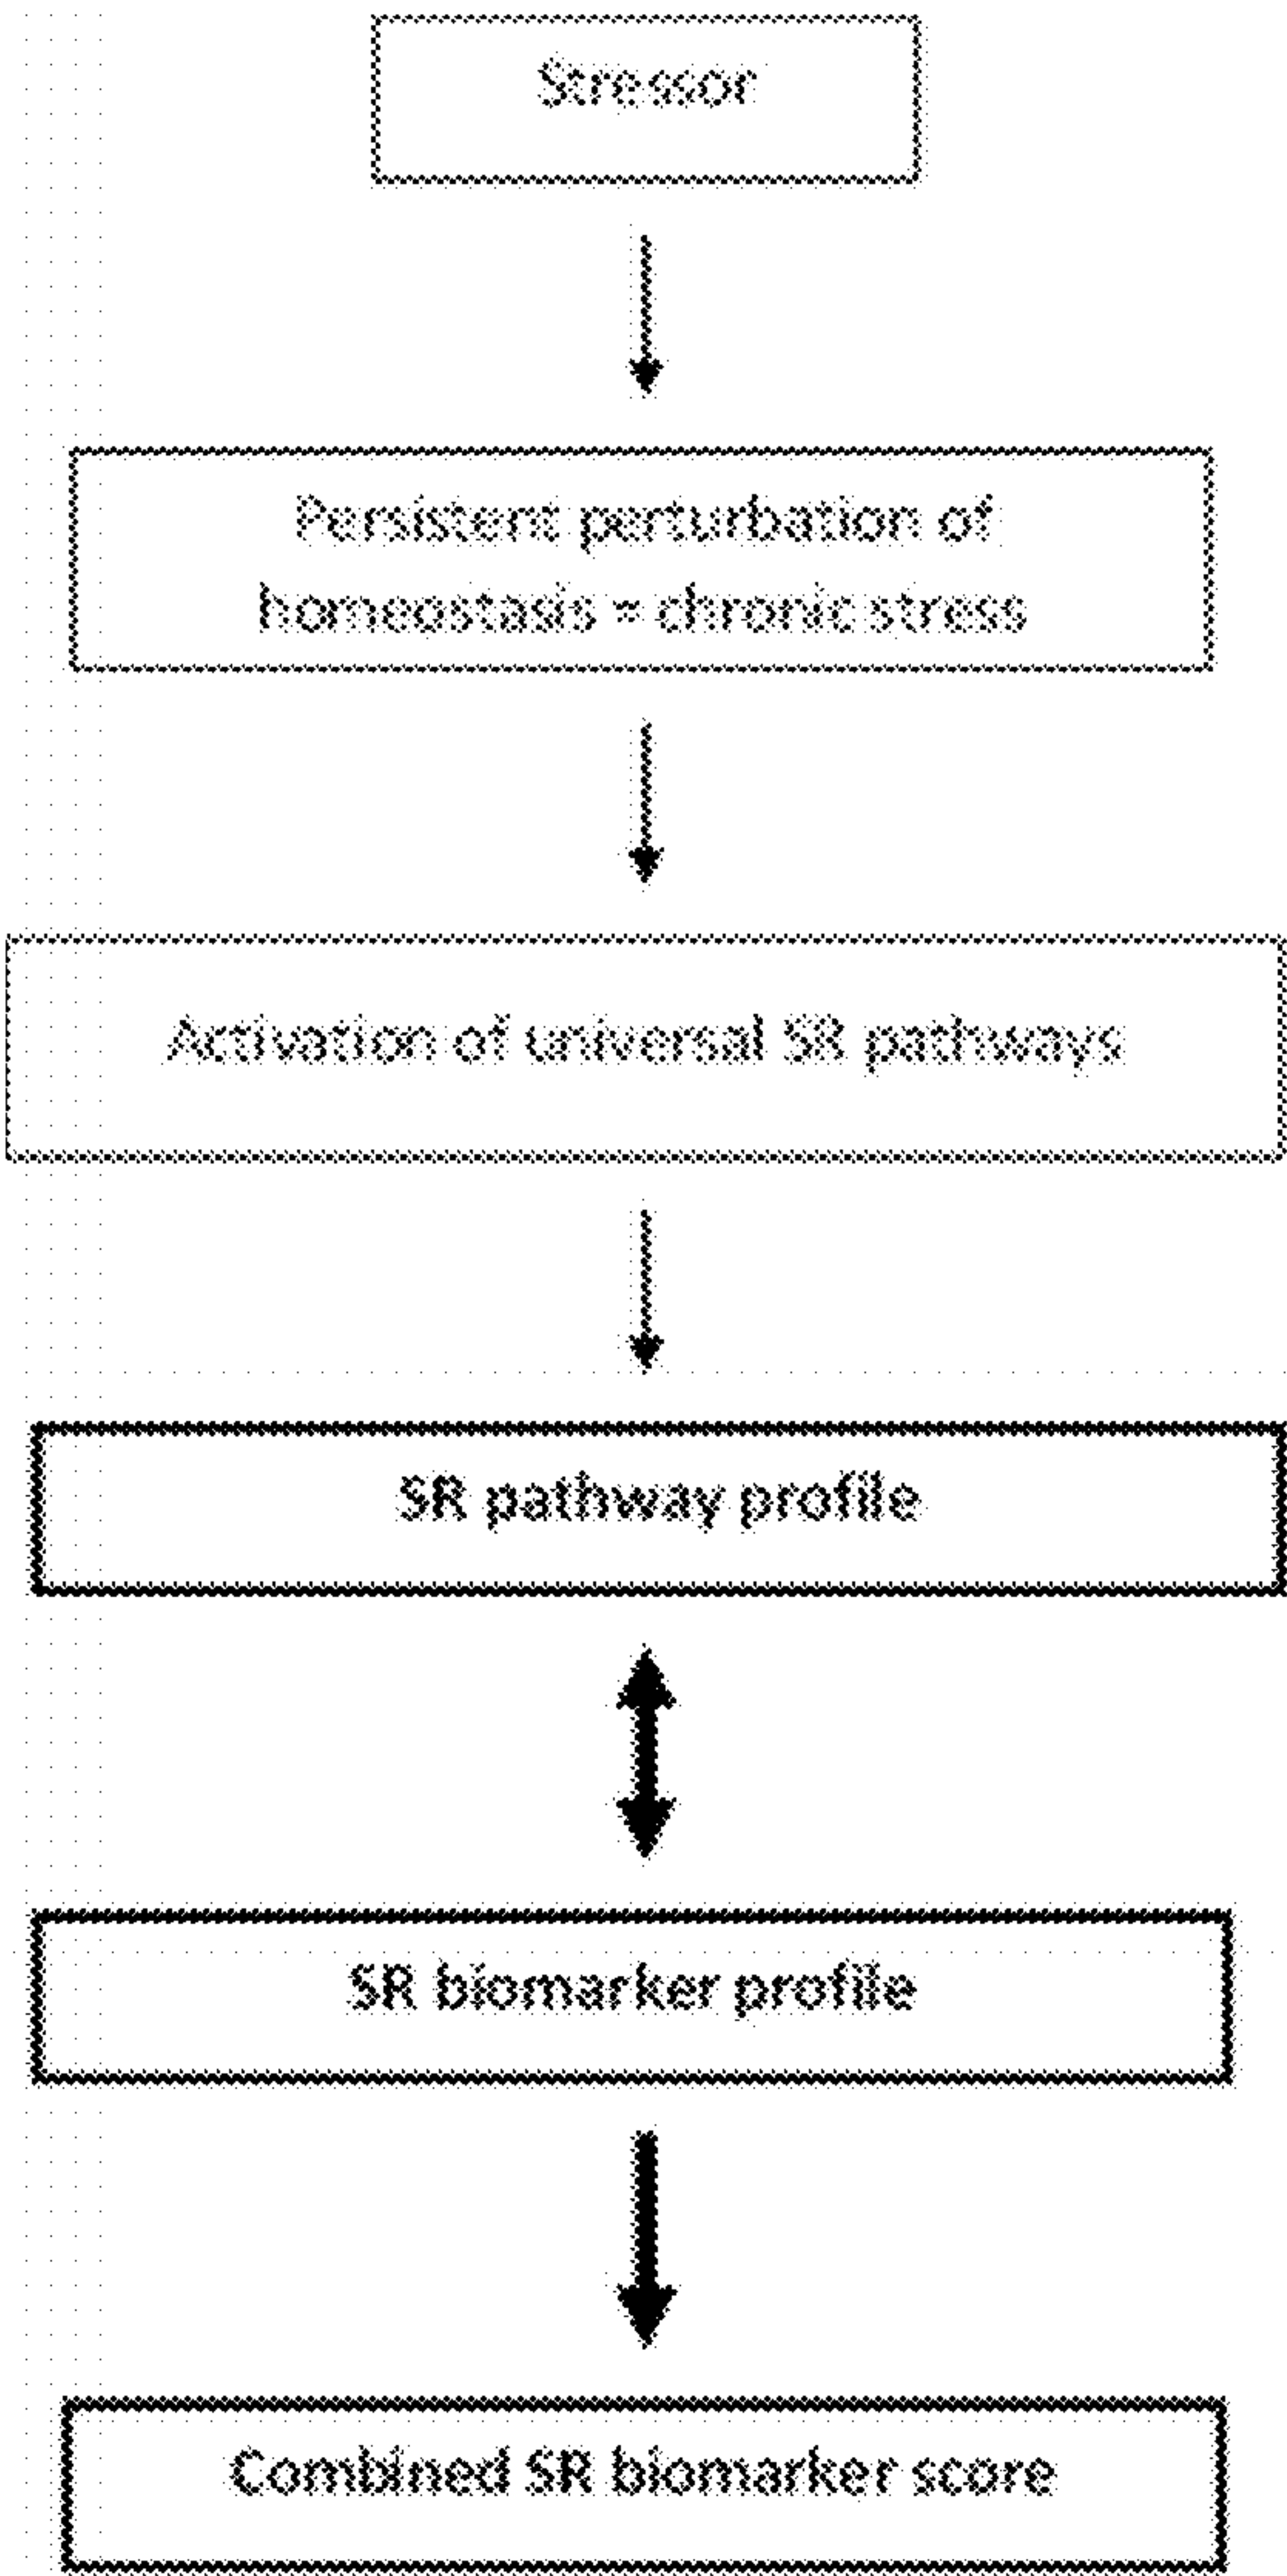 Stressor
Persistent perturbation of
homeostasis = chronic stress
Activation of universal SR pathways
SR pathway profile
SR biomarker profile
Combined SR biomarker score